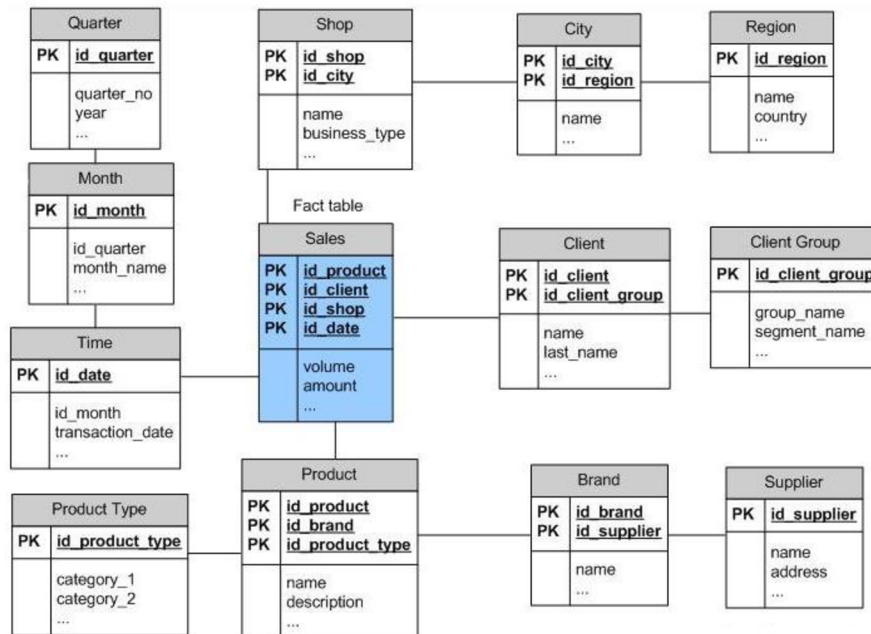 Quarter
PK id_quarter
quarter_no
year
...
Shop
PK id_shop
PK id_city
name
business_type
...
City
PK id_city
PK id_region
name
...
Region
PK id_region
name
country
...
Month
PK id_month
id_quarter
month_name
...
Fact table
Sales
PK id_product
PK id_client
PK id_shop
PK id_date
volume
amount
...
Client
PK id_client
PK id_client_group
name
last_name
...
Client Group
PK id_client_group
group_name
segment_name
...
Time
PK id_date
id_month
transaction_date
...
Product Type
PK id_product_type
category_1
category_2
...
Product
PK id_product
PK id_brand
PK id_product_type
name
description
...
Brand
PK id_brand
PK id_supplier
name
...
Supplier
PK id_supplier
name
address
...